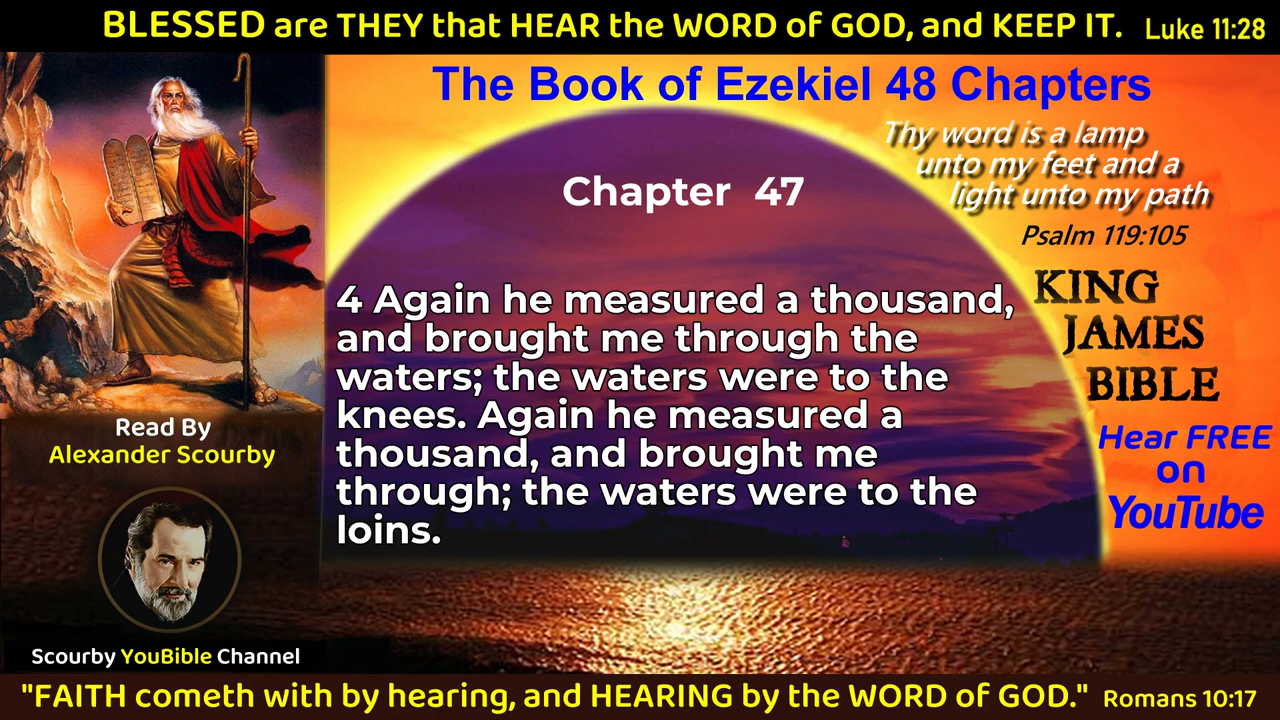 BLESSED are THEY that HEAR the WORD of GOD, and KEEP IT. Luke 11:28
The Book of Ezekiel 48 Chapters
Thy word is a lamp
unto my feet and a
light unto my path
Psalm 119:105
KING
JAMES
BIBLE
Hear FREE
on
YouTube
Chapter 47
4 Again he measured a thousand,
and brought me through the
waters; the waters were to the
knees. Again he measured a
thousand, and brought me
through; the waters were to the
loins.
Read By
Alexander Scourby
Scourby YouBible Channel
"FAITH cometh with by hearing, and HEARING by the WORD of GOD." Romans 10:17